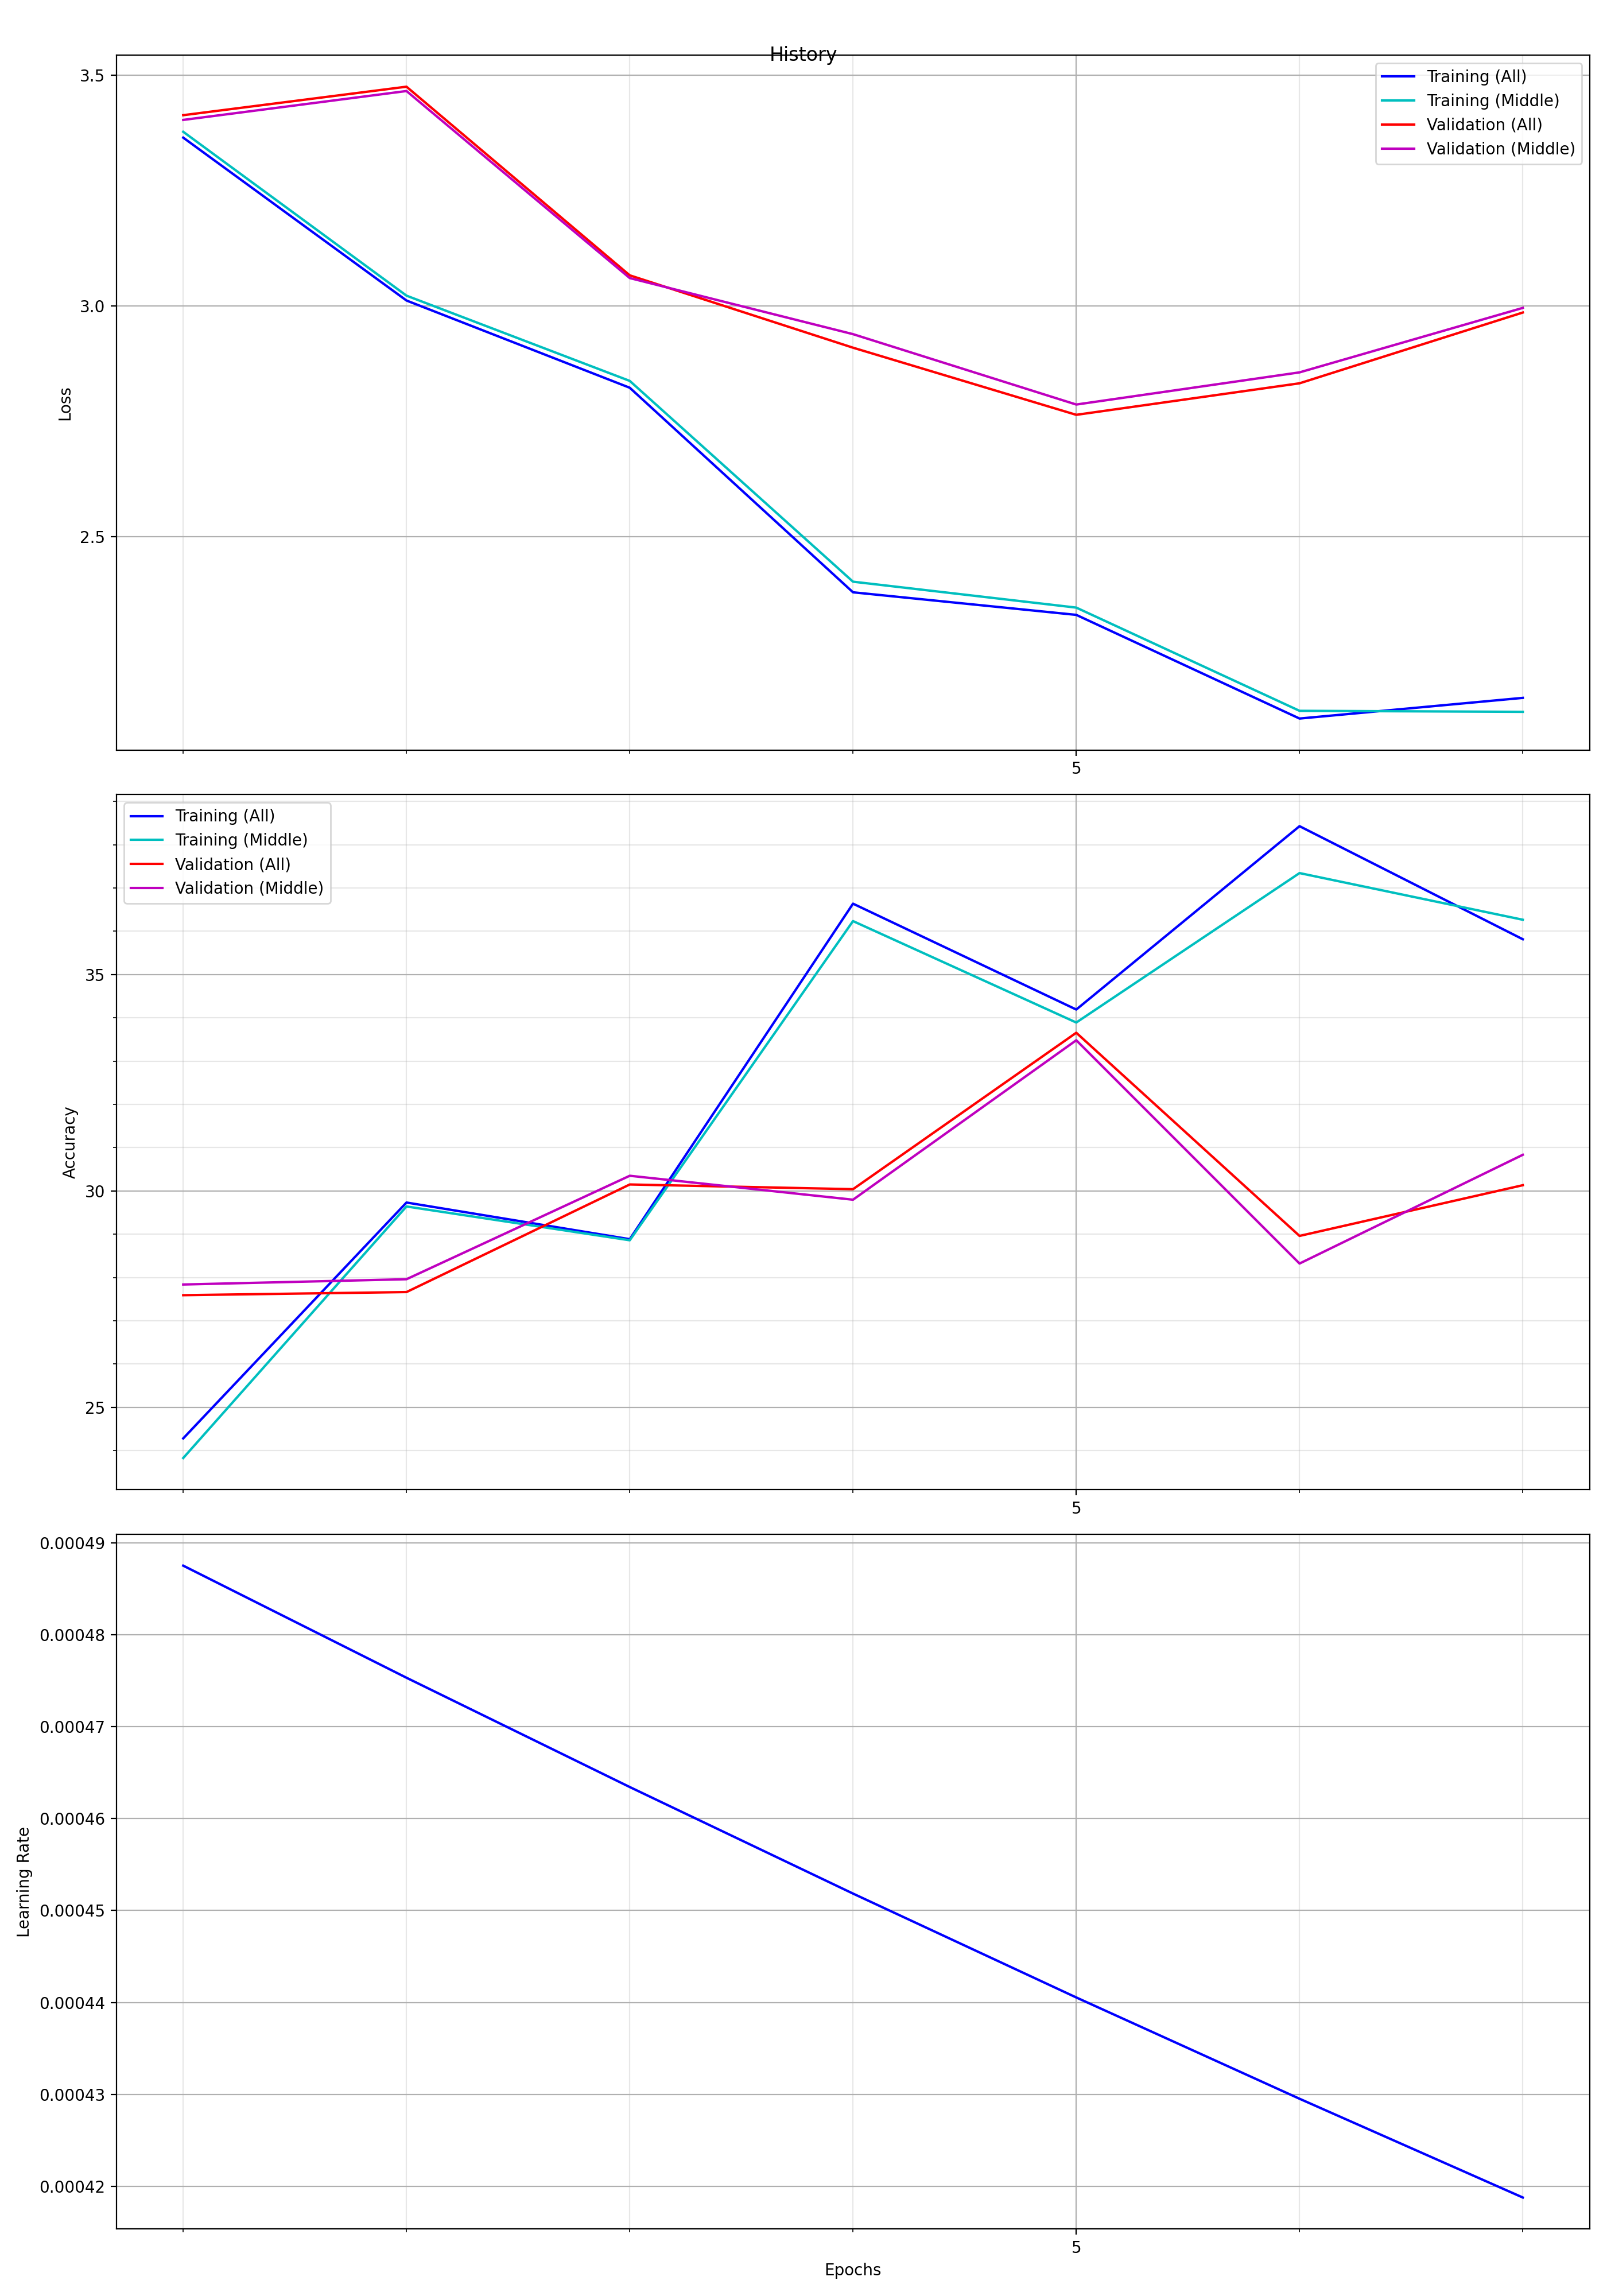 History
3.5
3.0
2.5
Loss
Training (All)
Training (Middle)
Validation (All)
Validation (Middle)
5
Training (All)
Training (Middle)
Validation (All)
Validation (Middle)
35
30
25
Accuracy
5
0.00049
0.00048
0.00047
0.00046
0.00045
0.00044
0.00043
0.00042
Learning Rate
5
Epochs